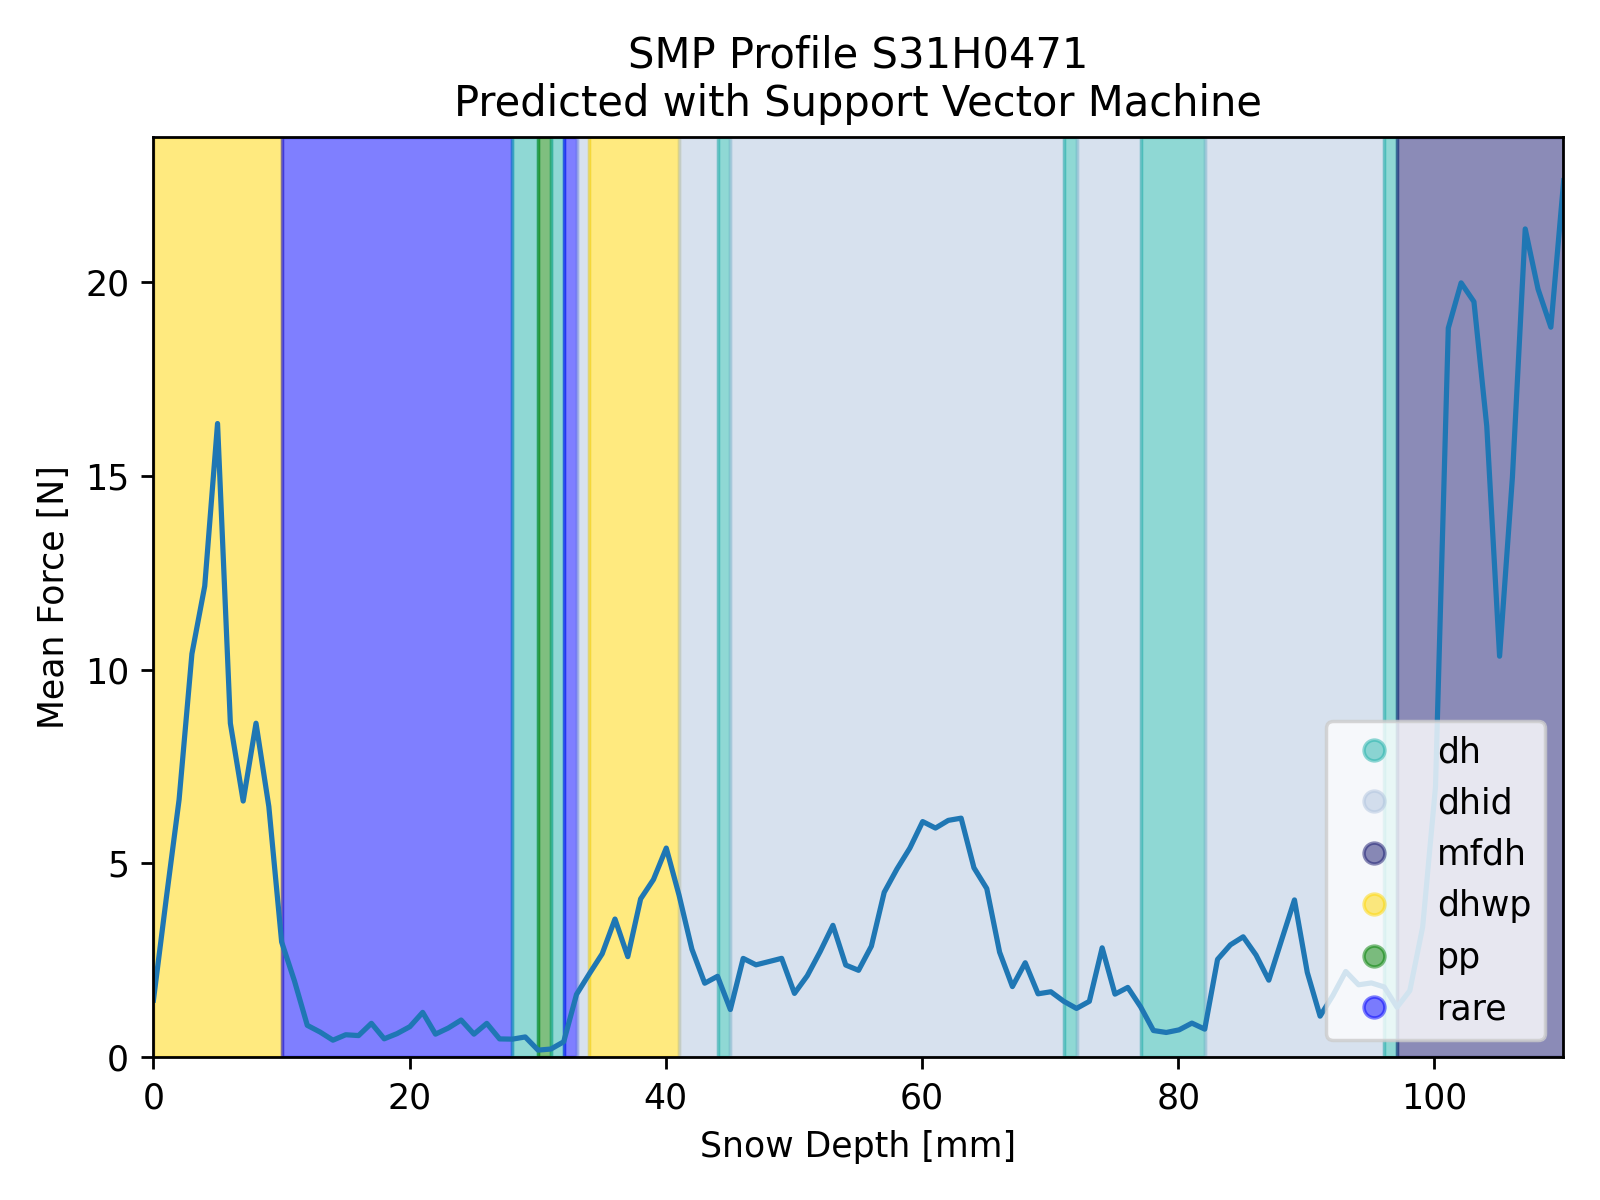 SMP Profile S31H0471
Predicted with Support Vector Machine
Mean Force [N]
20
15
10
5
0
0 20 40 60 80 100
Snow Depth [mm]
dh
dhid
mfdh
dhwp
pp
rare